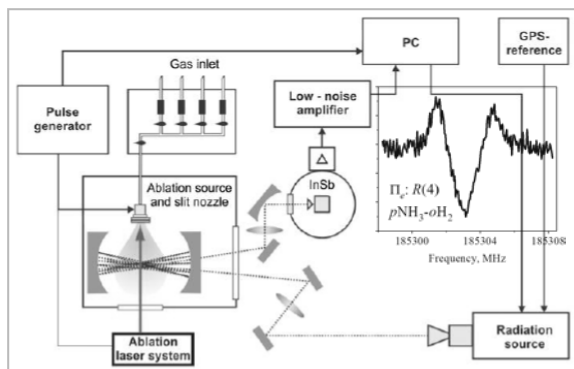 Gas inlet
Pulse
generator
PC
GPS-
reference
Low - noise
amplifier
InSb
Ablation source
and slit nozzle
Πe: R(4)
pNH3-oH2
185300
185304
185308
Frequency, MHz
Ablation
laser system
Radiation
source